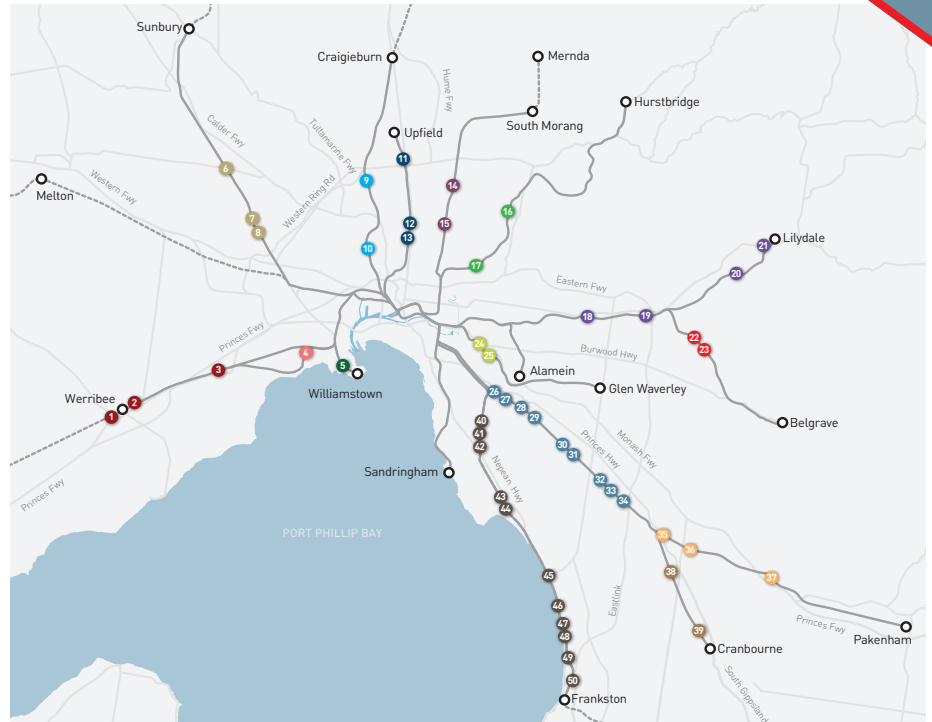 Sunbury
Craigieburn
Mernda
Hume Fwy
Hurstbridge
South Morang
Upfield
Calder Fwy
Tullamarine Fwy
11
6
9
Melton
Western Fwy
Western Ring Rd
14
16
7
8
12
13
15
10
17
Lilydale
21
20
Eastern Fwy
18
19
Princes Fwy
4
5
3
24
25
Burwood Hwy
22
23
Williamstown
Alamein
Glen Waverley
Werribee
2
1
26
27
28
29
Belgrave
40
41
42
30
31
Princes Hwy
Monash Fwy
Sandringham
Nepean Hwy
Princes Fwy
32
33
34
43
44
PORT PHILLIP BAY
35
36
38
37
45
46
47
48
49
50
Eastlink
39
Princes Fwy
Pakenham
Cranbourne
South Gippsland
Frankston